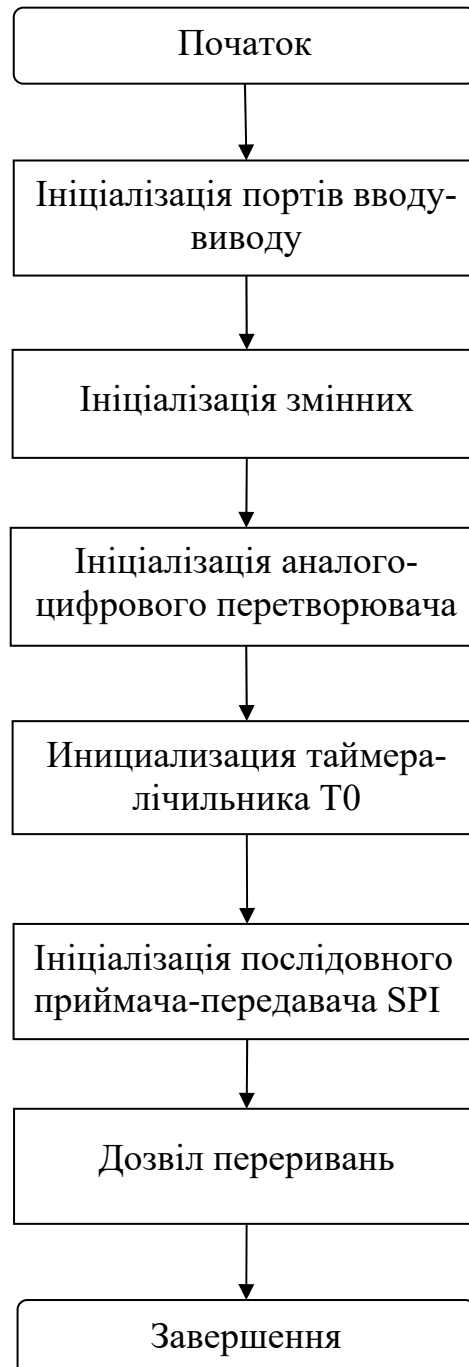 Початок
Ініціалізація портів вводу-
виводу
Ініціалізація змінних
Ініціалізація аналого-
цифрового перетворювача
Инициализация таймера-
лічильника Т0
Ініціалізація послідовного
приймача-передавача SPI
Дозвіл переривань
Завершення